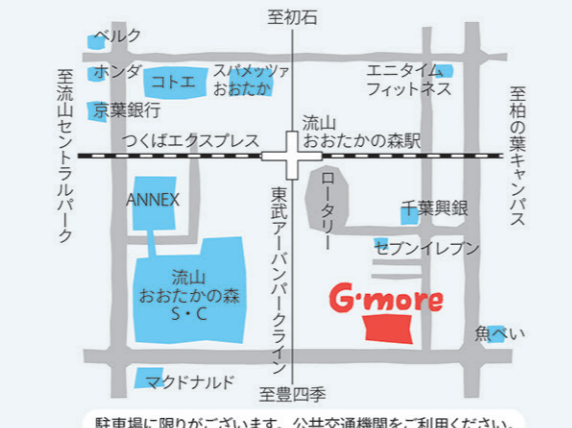 至初石
ベルク
ホンダ
コトエ
スパメッツァ
おおたか
エニタイム
フィットネス
京葉銀行
至流山セントラルパーク
至柏の葉キャンパス
つくばエクスプレス
流山
おおたかの森駅
ANNEX
東武アーバンパークライン
ロータリー
千葉興銀
セブンイレブン
流山
おおたかの森
S・C
G・more
魚べい
マクドナルド
至豊四季
駐車場に限りがございます。公共交通機関をご利用ください。